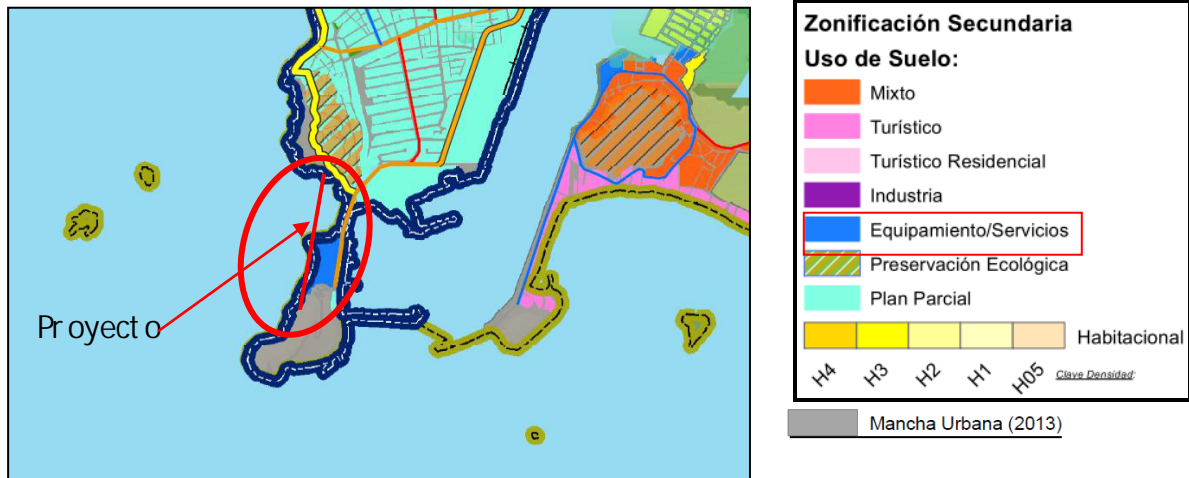 Proyecto
Zonificación Secundaria
Uso de Suelo:
Mixto
Turístico
Turístico Residencial
Industria
Equipamiento/Servicios
Preservación Ecológica
Plan Parcial
Habitacional
H4 H3 H2 H1 H05 Clave Densidad:
Mancha Urbana (2013)